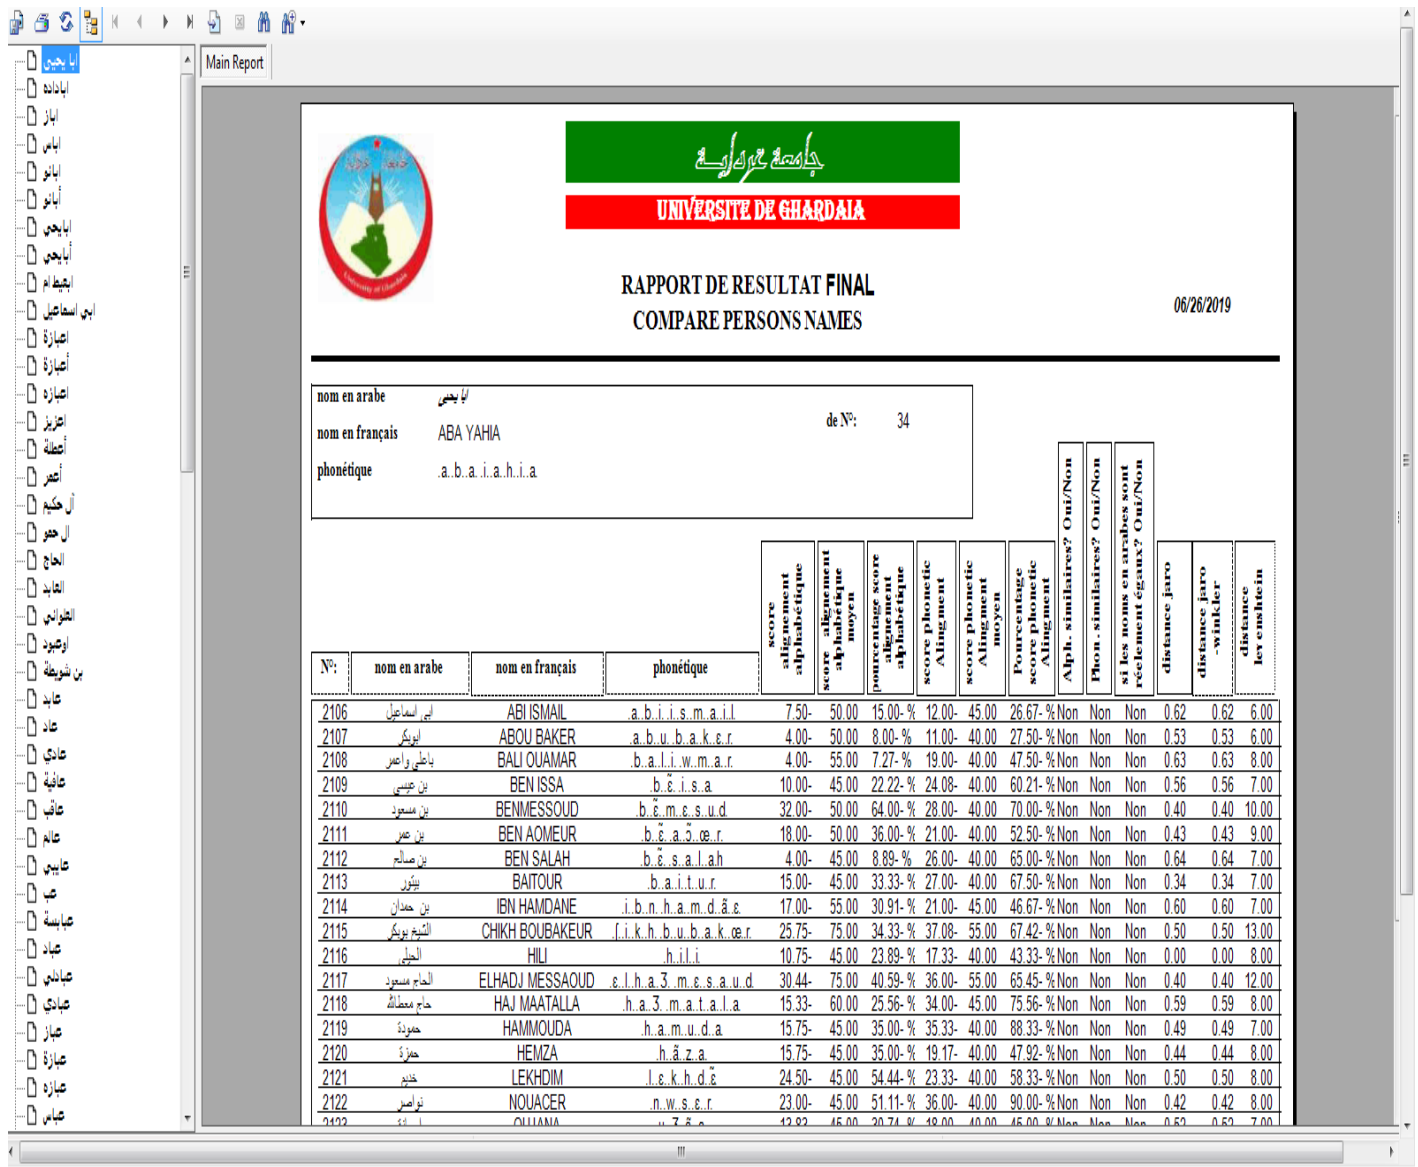 Main Report
ابا يحيى
اباداده
اباز
اباس
ابانو
أبانو
ابايحي
أبايحي
ابعيطام
ابي اسماعيل
اعبازة
أعبازة
اعبازه
اعزيز
أعطلة
أعمر
أل حكيم
ال حمو
الحاج
العابد
العلواني
اوعبود
بن شويطة
عابد
عاد
عادي
عافية
عاقب
عالم
عايبي
عب
عبابسة
عباد
عبادلي
عبادي
عباز
عبازة
عبازه
عباس
جامعة غرداية
UNIVERSITE DE GHARDAIA
University of Ghardaia
RAPPORT DE RESULTAT FINAL
COMPARE PERSONS NAMES
06/26/2019
nom en arabe ابا يحيى
de Nº: 34
nom en français ABA YAHIA
phonétique .a..b..a. .i..a..h..i..a.
Nº: nom en arabe nom en français phonétique score alignement alphabétique score alignement alphabétique moyen pourcentage score alignement alphabétique score phonetic Alingment score phonetic Alingment moyen Pourcentage score phonetic Alingment Alph. similaires? Oui/Non Phon. similaires? Oui/Non si les noms en arabes sont réelement égaux? Oui/Non distance jaro distance jaro -winkler distance levenshtein
2106 ابي اسماعيل ABI ISMAIL .a..b..i. .i..s..m..a..i..l. 7.50- 50.00 15.00- % 12.00- 45.00 26.67- % Non Non Non 0.62 0.62 6.00
2107 ابوبكر ABOU BAKER .a..b..u. .b..a..k..ε..r. 4.00- 50.00 8.00- % 11.00- 40.00 27.50- % Non Non Non 0.53 0.53 6.00
2108 باعلي واعمر BALI OUAMAR .b..a..l..i. .w..m..a..r. 4.00- 55.00 7.27- % 19.00- 40.00 47.50- % Non Non Non 0.63 0.63 8.00
2109 بن عيسى BEN ISSA .b..ε̃. .i..s..a. 10.00- 45.00 22.22- % 24.08- 40.00 60.21- % Non Non Non 0.56 0.56 7.00
2110 بن مسعود BENMESSOUD .b..ε̃..m..ε..s..u..d. 32.00- 50.00 64.00- % 28.00- 40.00 70.00- % Non Non Non 0.40 0.40 10.00
2111 بن عمر BEN AOMEUR .b..ε̃. .a..ɔ̃..œ..r. 18.00- 50.00 36.00- % 21.00- 40.00 52.50- % Non Non Non 0.43 0.43 9.00
2112 بن صالح BEN SALAH .b..ε̃. .s..a..l..a..h 4.00- 45.00 8.89- % 26.00- 40.00 65.00- % Non Non Non 0.64 0.64 7.00
2113 بيتور BAITOUR .b..a..i..t..u..r. 15.00- 45.00 33.33- % 27.00- 40.00 67.50- % Non Non Non 0.34 0.34 7.00
2114 بن حمدان IBN HAMDANE .i..b..n. .h..a..m..d..ã..ε. 17.00- 55.00 30.91- % 21.00- 45.00 46.67- % Non Non Non 0.60 0.60 7.00
2115 الشيخ بوبكر CHIKH BOUBAKEUR .ʃ..i..k..h. .b..u..b..a..k..œ..r. 25.75- 75.00 34.33- % 37.08- 55.00 67.42- % Non Non Non 0.50 0.50 13.00
2116 الحيلي HILI .h..i..l..i. 10.75- 45.00 23.89- % 17.33- 40.00 43.33- % Non Non Non 0.00 0.00 8.00
2117 الحاج مسعود ELHADJ MESSAOUD .ε..l..h..a..Ʒ. .m..ε..s..a..u..d. 30.44- 75.00 40.59- % 36.00- 55.00 65.45- % Non Non Non 0.40 0.40 12.00
2118 حاج معطالله HAJ MAATALLA .h..a..Ʒ. .m..a..t..a..l..a. 15.33- 60.00 25.56- % 34.00- 45.00 75.56- % Non Non Non 0.59 0.59 8.00
2119 حمودة HAMMOUDA .h..a..m..u..d..a. 15.75- 45.00 35.00- % 35.33- 40.00 88.33- % Non Non Non 0.49 0.49 7.00
2120 حمزة HEMZA .h..ã..z..a. 15.75- 45.00 35.00- % 19.17- 40.00 47.92- % Non Non Non 0.44 0.44 8.00
2121 خديم LEKHDIM .l..ε..k..h..d..ε̃ 24.50- 45.00 54.44- % 23.33- 40.00 58.33- % Non Non Non 0.50 0.50 8.00
2122 نواصر NOUACER .n..w..s..ε..r. 23.00- 45.00 51.11- % 36.00- 40.00 90.00- % Non Non Non 0.42 0.42 8.00